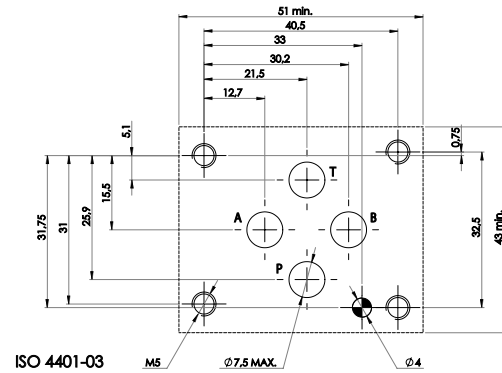 51 min.
40,5
33
30,2
21,5
12,7
5,1
15,5
25,9
31
31,75
0,75
32,5
43 min.
T
A
B
P
ISO 4401-03
M5
Ø7,5 MAX.
Ø4